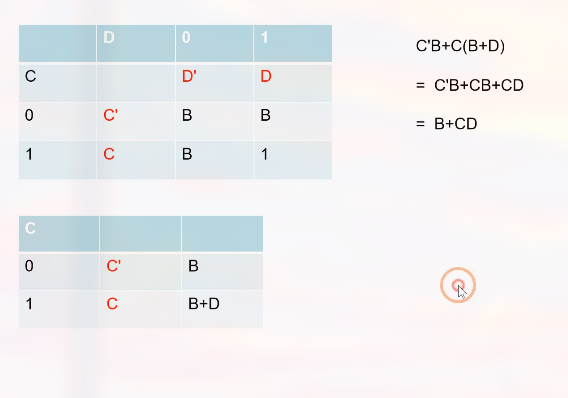 D 0 1
C D' D
0 C' B B
1 C B 1
C
0 C' B
1 C B+D
C'B+C(B+D)
= C'B+CB+CD
= B+CD